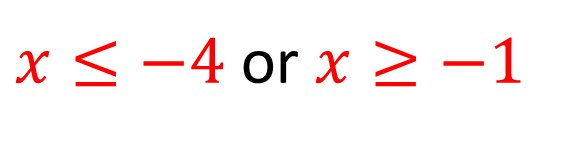 x ≤ −4 or x ≥ −1